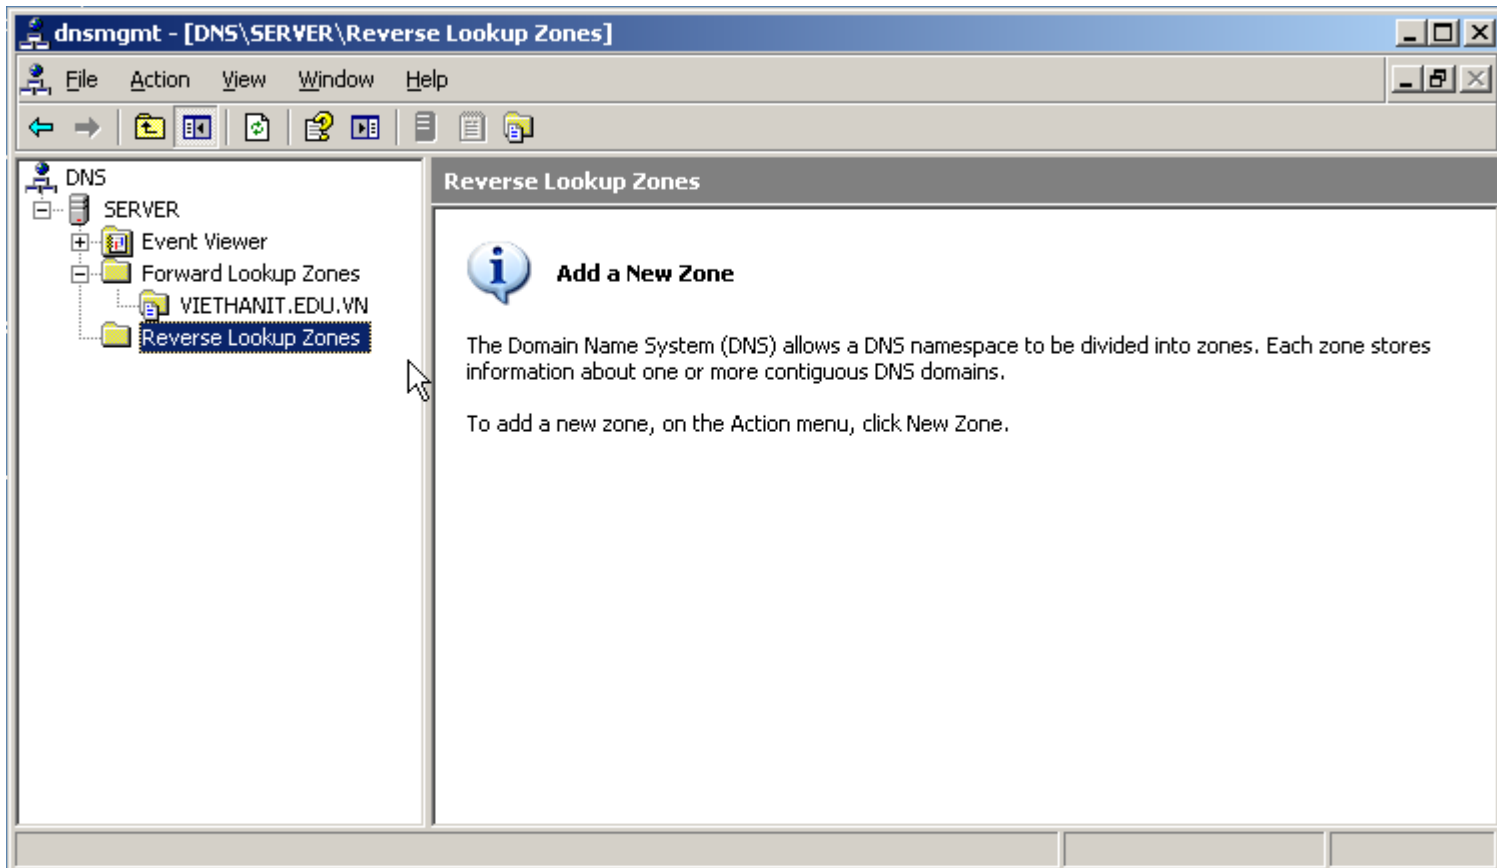 dnsmgmt - [DNS\SERVER\Reverse Lookup Zones]
File Action View Window Help
DNS
SERVER
Event Viewer
Forward Lookup Zones
VIETHANIT.EDU.VN
Reverse Lookup Zones
Reverse Lookup Zones
Add a New Zone
The Domain Name System (DNS) allows a DNS namespace to be divided into zones. Each zone stores
information about one or more contiguous DNS domains.
To add a new zone, on the Action menu, click New Zone.